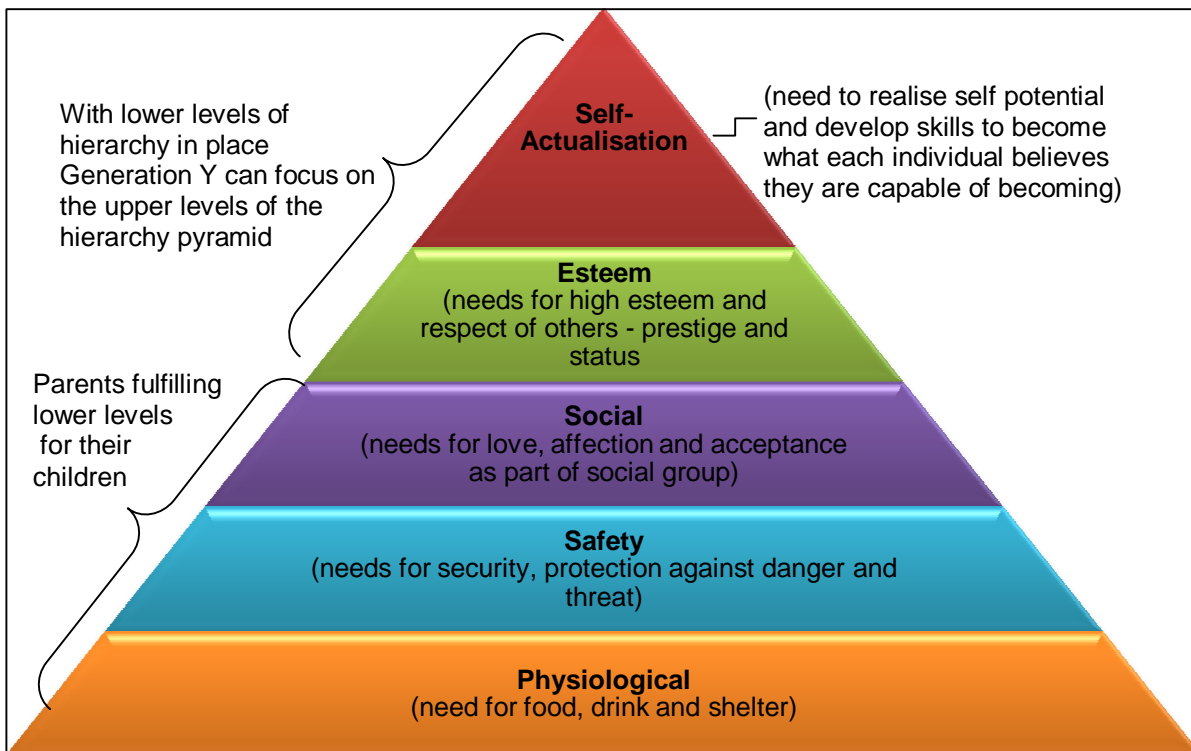 With lower levels of
hierarchy in place
Generation Y can focus on
the upper levels of the
hierarchy pyramid
Self-
Actualisation
(need to realise self potential
and develop skills to become
what each individual believes
they are capable of becoming)
Esteem
(needs for high esteem and
respect of others - prestige and
status
Parents fulfilling
lower levels
for their
children
Social
(needs for love, affection and acceptance
as part of social group)
Safety
(needs for security, protection against danger and
threat)
Physiological
(need for food, drink and shelter)